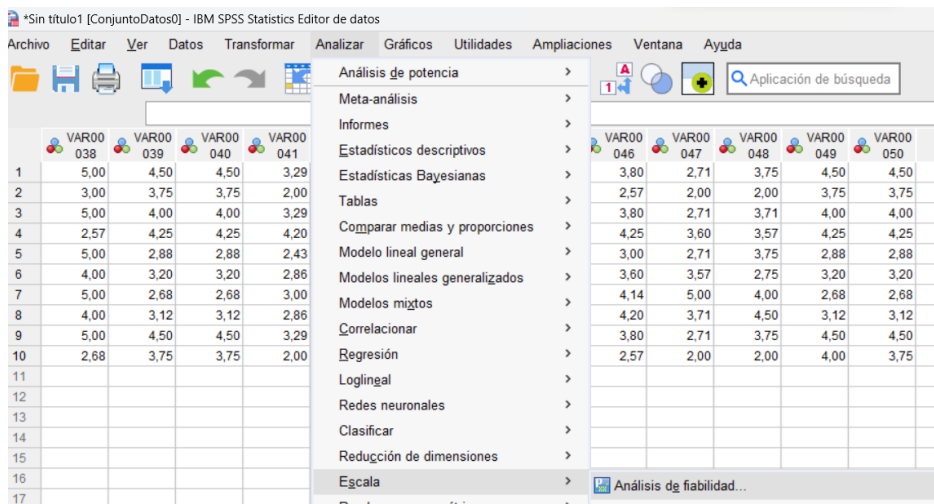 *Sin título1 [ConjuntoDatos0] - IBM SPSS Statistics Editor de datos
Archivo Editar Ver Datos Transformar Analizar Gráficos Utilidades Ampliaciones Ventana Ayuda
Análisis de potencia
Meta-análisis
Informes
Estadísticos descriptivos
Estadísticas Bayesianas
Tablas
Comparar medias y proporciones
Modelo lineal general
Modelos lineales generalizados
Modelos mixtos
Correlacionar
Regresión
Loglineal
Redes neuronales
Clasificar
Reducción de dimensiones
Escala
Análisis de fiabilidad...
A
1
Aplicación de búsqueda
VAR00038 VAR00039 VAR00040 VAR00041 VAR00046 VAR00047 VAR00048 VAR00049 VAR00050
1 5,00 4,50 4,50 3,29 3,80 2,71 3,75 4,50 4,50
2 3,00 3,75 3,75 2,00 2,57 2,00 2,00 3,75 3,75
3 5,00 4,00 4,00 3,29 3,80 2,71 3,71 4,00 4,00
4 2,57 4,25 4,25 4,20 4,25 3,60 3,57 4,25 4,25
5 5,00 2,88 2,88 2,43 3,00 2,71 3,75 2,88 2,88
6 4,00 3,20 3,20 2,86 3,60 3,57 2,75 3,20 3,20
7 5,00 2,68 2,68 3,00 4,14 5,00 4,00 2,68 2,68
8 4,00 3,12 3,12 2,86 4,20 3,71 4,50 3,12 3,12
9 5,00 4,50 4,50 3,29 3,80 2,71 3,75 4,50 4,50
10 2,68 3,75 3,75 2,00 2,57 2,00 2,00 4,00 3,75
11
12
13
14
15
16
17